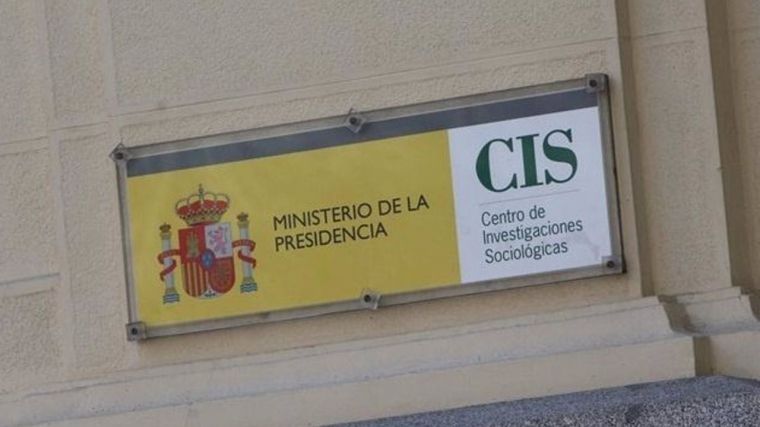 MINISTERIO DE LA
PRESIDENCIA
CIS
Centro de
Investigaciones
Sociológicas